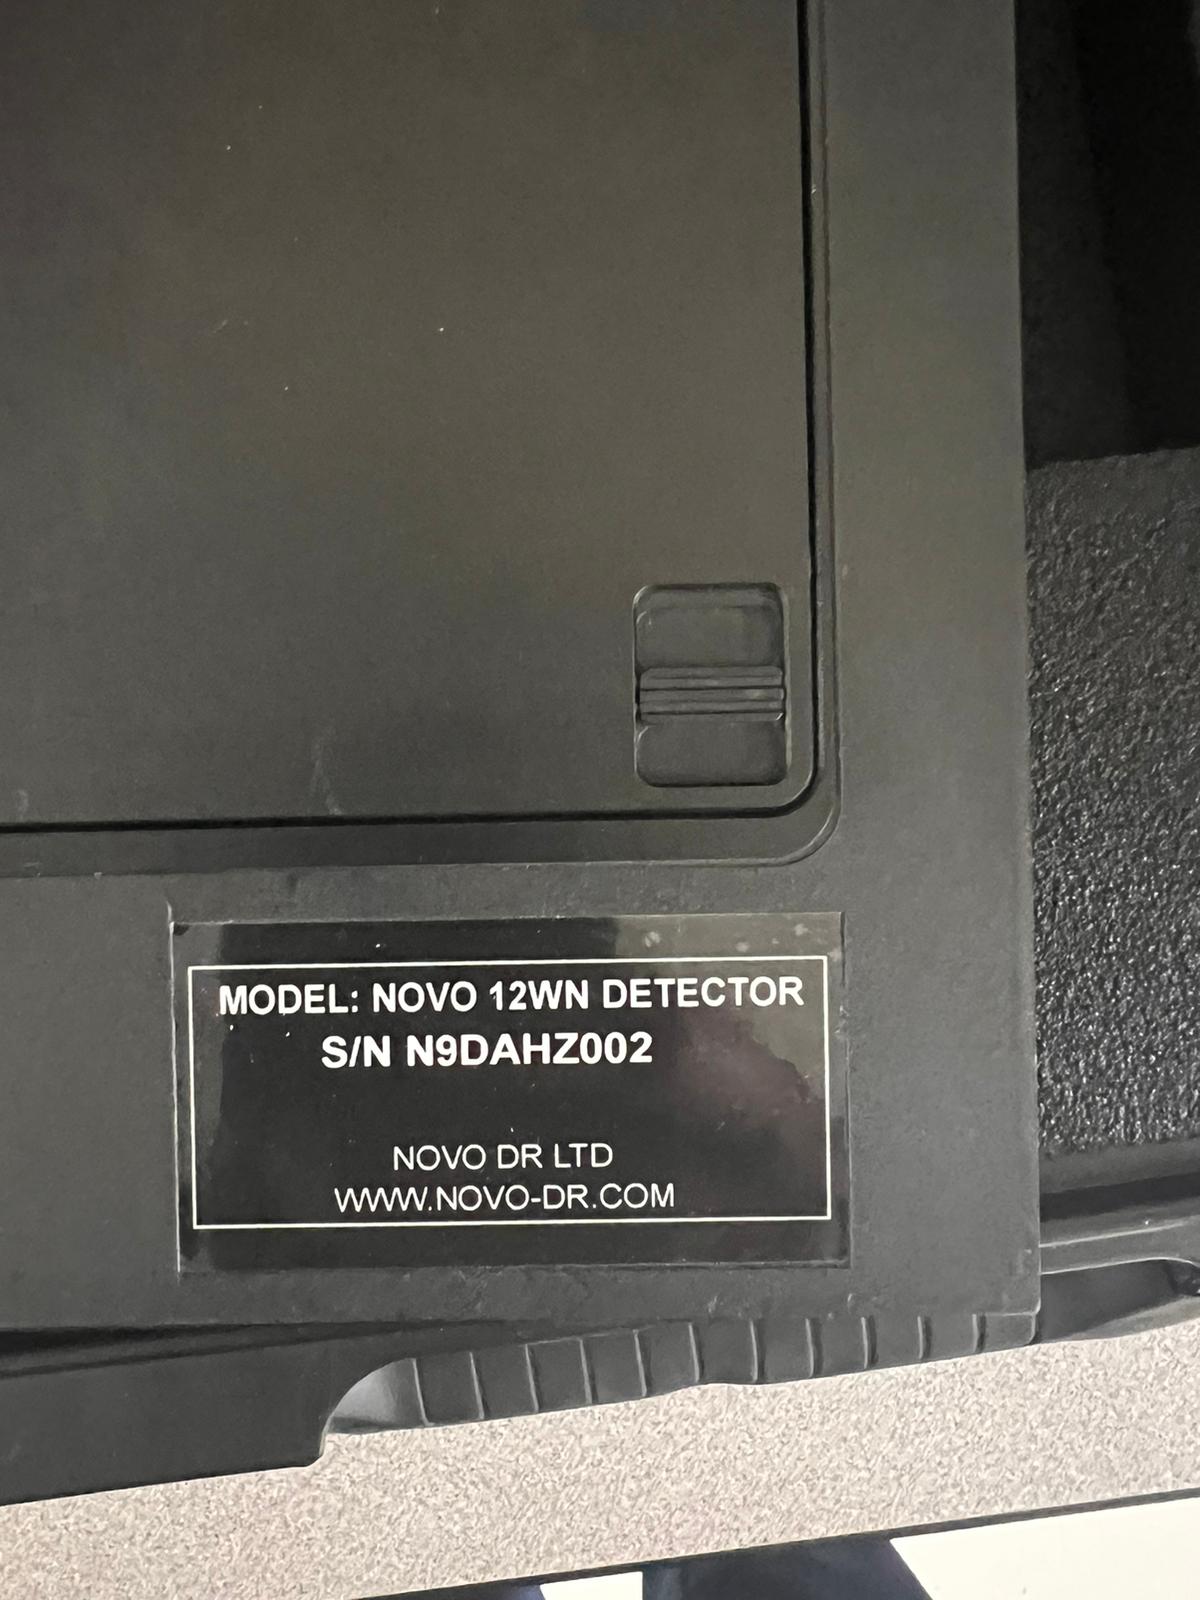 MODEL: NOVO 12WN DETECTOR
S/N N9DAHZ002
NOVO DR LTD
WWW.NOVO-DR.COM